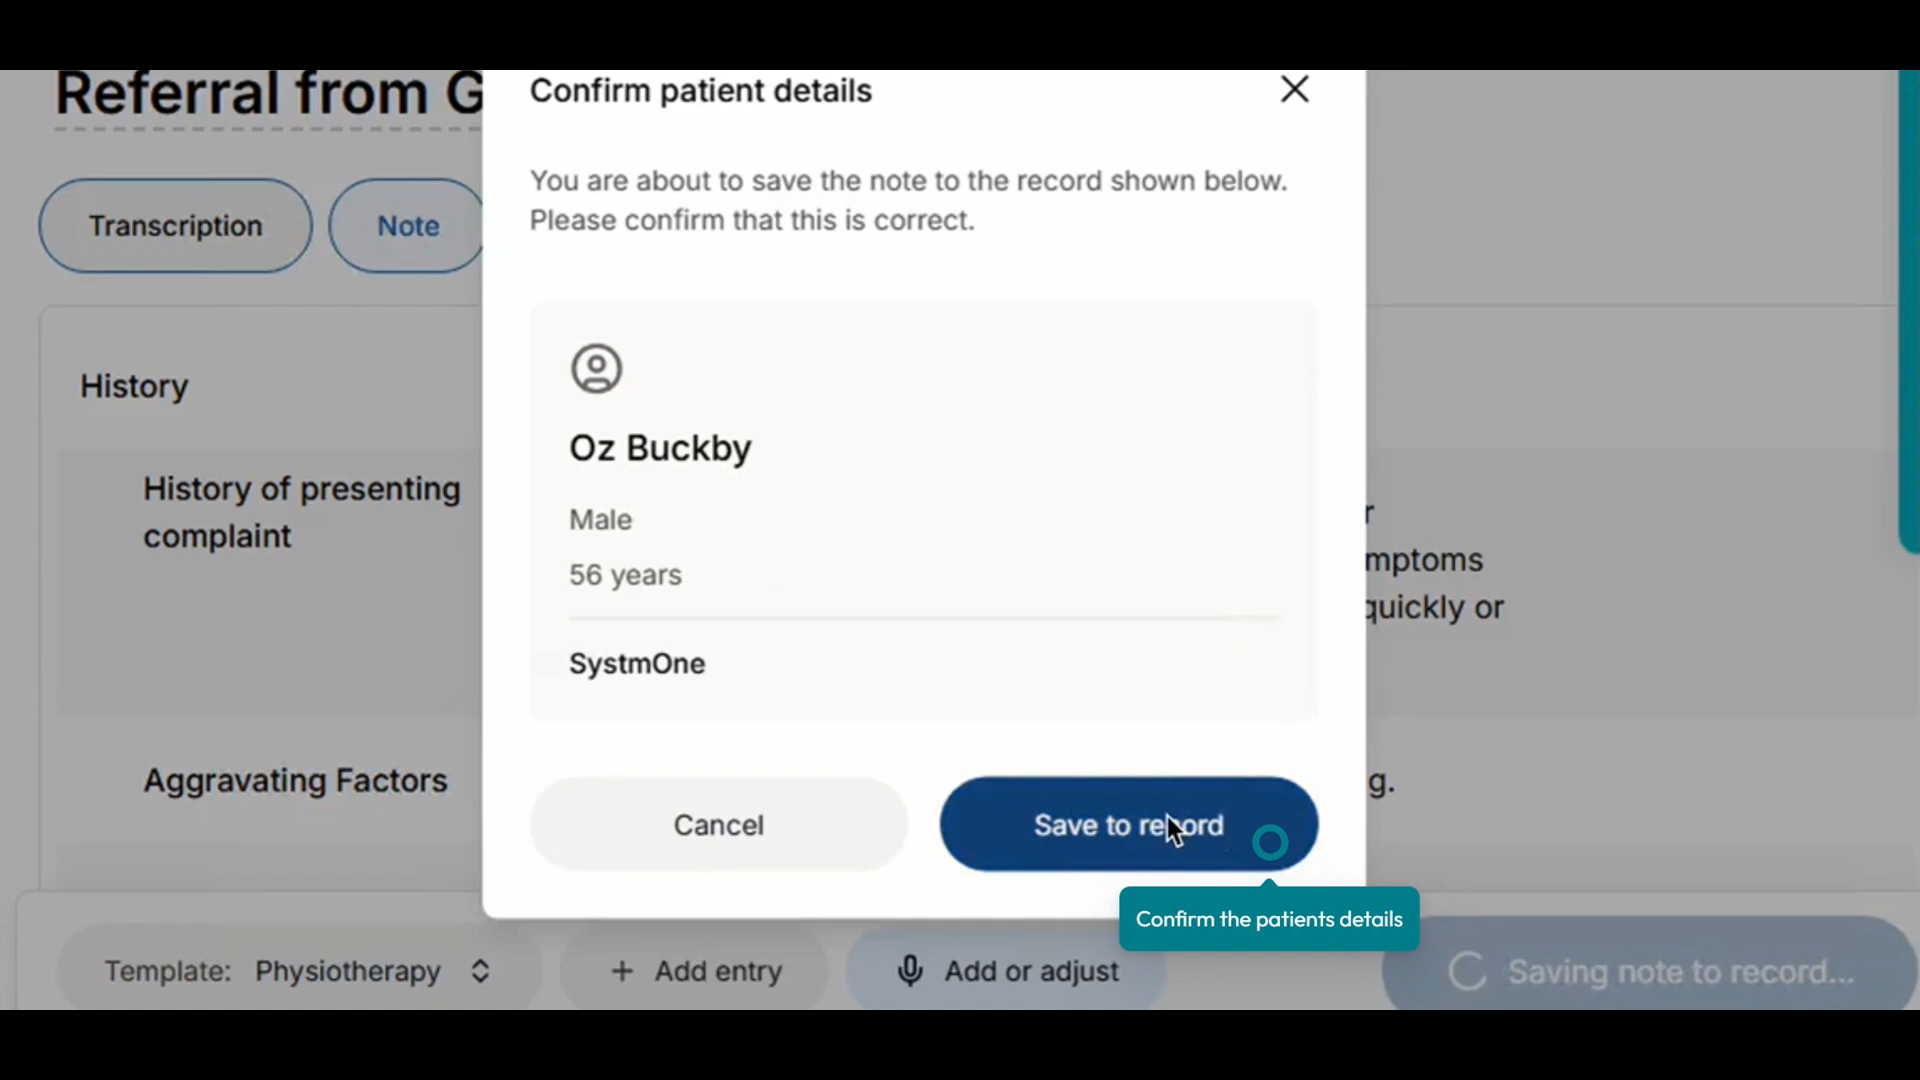 Referral from G
Confirm patient details
You are about to save the note to the record shown below.
Please confirm that this is correct.
Transcription
Note
History
Oz Buckby
Male
56 years
SystmOne
History of presenting
complaint
r
mptoms
quickly or
Aggravating Factors
g.
Cancel
Save to record
Confirm the patients details
Template: Physiotherapy
+ Add entry
Add or adjust
Saving note to record...